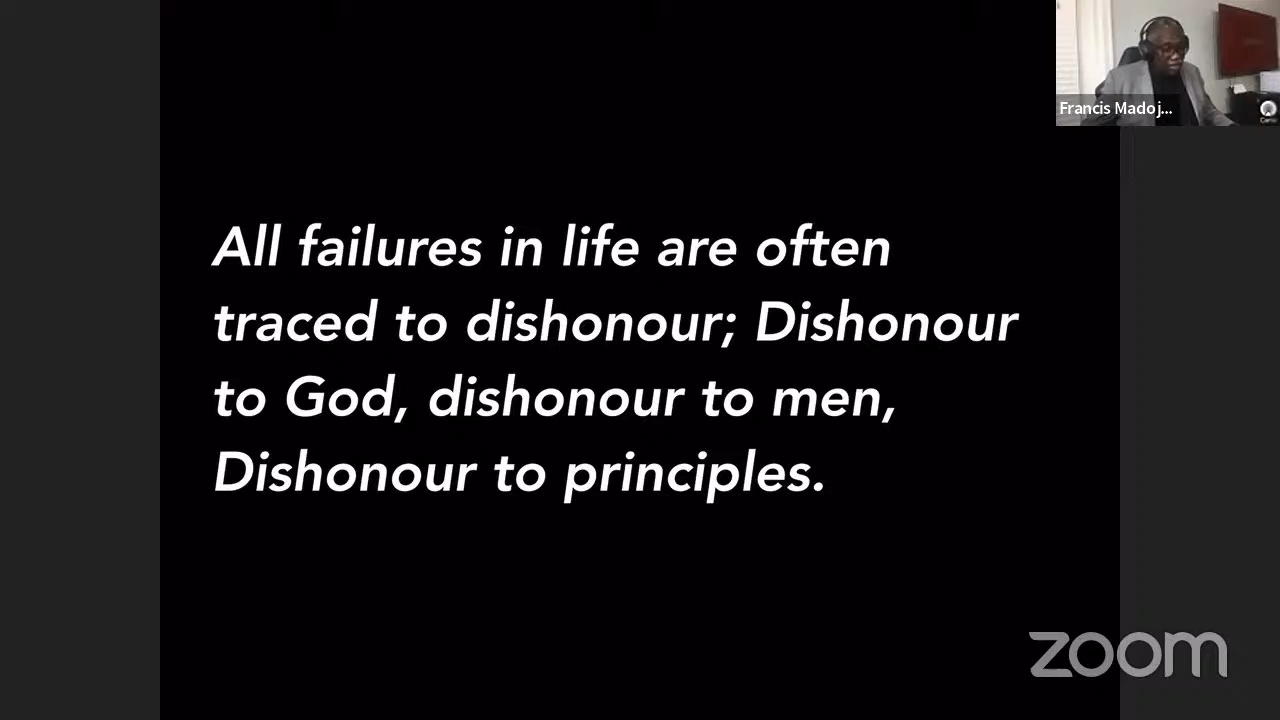 Francis Madoj...
All failures in life are often
traced to dishonour; Dishonour
to God, dishonour to men,
Dishonour to principles.
zoom